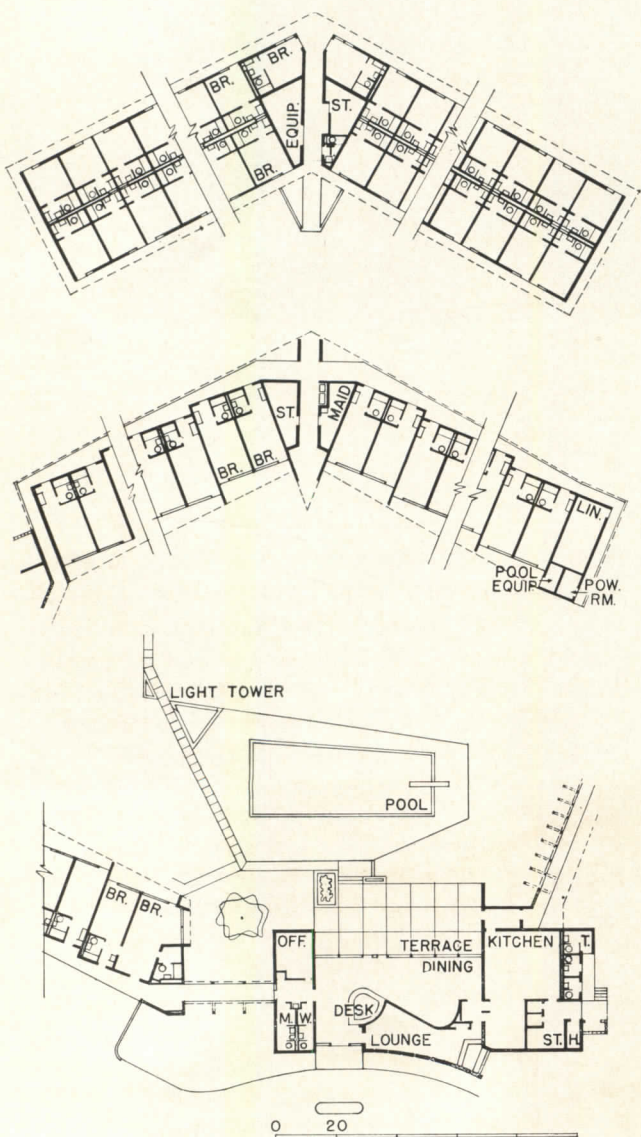 BR.
BR.
EQUIP.
ST.
BR.
ST.
MAID
BR.
BR.
LIN.
POOL
EQUIP.
POW.
RM.
LIGHT TOWER
POOL
BR.
BR.
OFF.
TERRACE
KITCHEN
T.
DINING
DESK
M.
W.
LOUNGE
ST.
H.
0 20